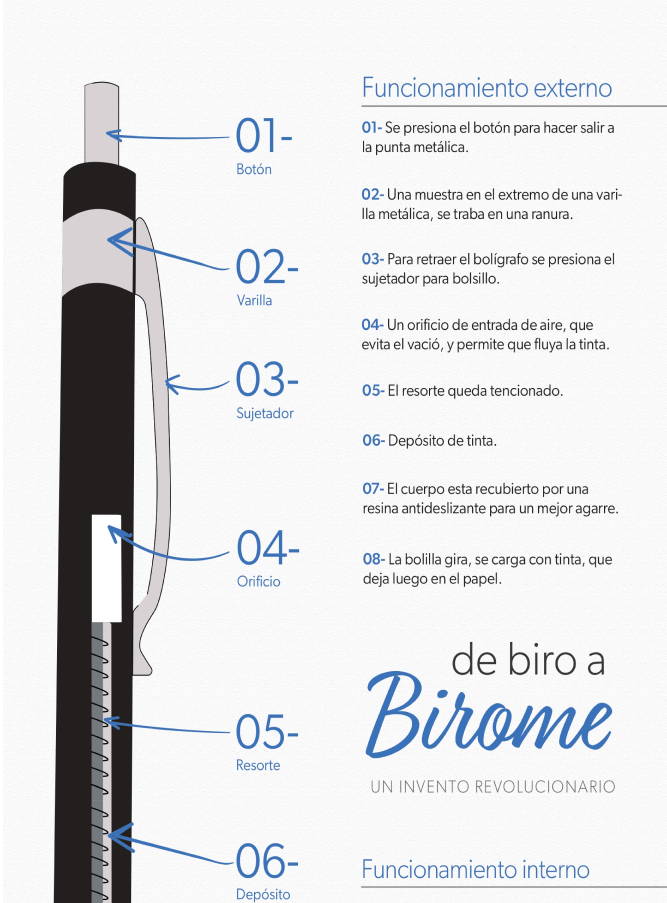 01-
Botón
02-
Varilla
03-
Sujetador
04-
Orificio
05-
Resorte
06-
Depósito
Funcionamiento externo
01- Se presiona el botón para hacer salir a
la punta metálica.
02- Una muestra en el extremo de una vari-
lla metálica, se traba en una ranura.
03- Para retraer el bolígrafo se presiona el
sujetador para bolsillo.
04- Un orificio de entrada de aire, que
evita el vació, y permite que fluya la tinta.
05- El resorte queda tencionado.
06- Depósito de tinta.
07- El cuerpo esta recubierto por una
resina antideslizante para un mejor agarre.
08- La bolilla gira, se carga con tinta, que
deja luego en el papel.
de biro a
Birome
UN INVENTO REVOLUCIONARIO
Funcionamiento interno